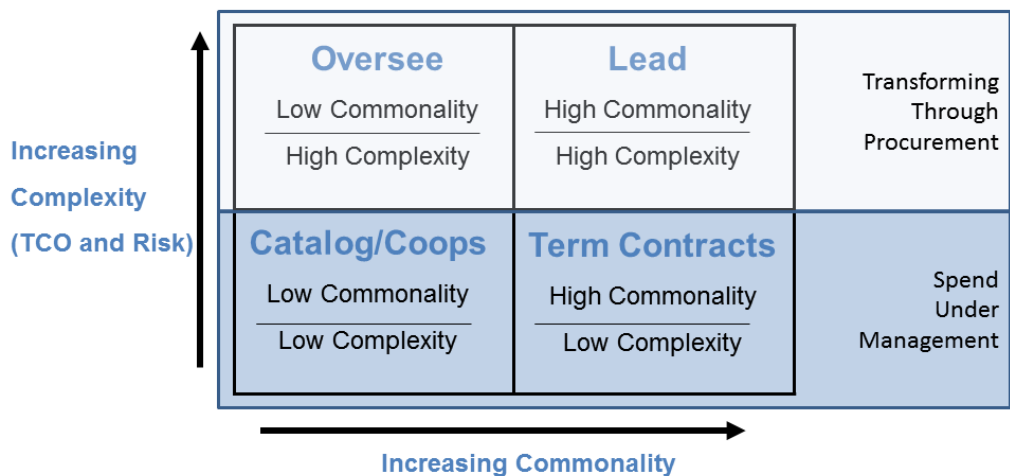 Oversee
Low Commonality
High Complexity
Lead
High Commonality
High Complexity
Transforming
Through
Procurement
Increasing
Complexity
(TCO and Risk)
Catalog/Coops
Low Commonality
Low Complexity
Term Contracts
High Commonality
Low Complexity
Spend
Under
Management
Increasing Commonality